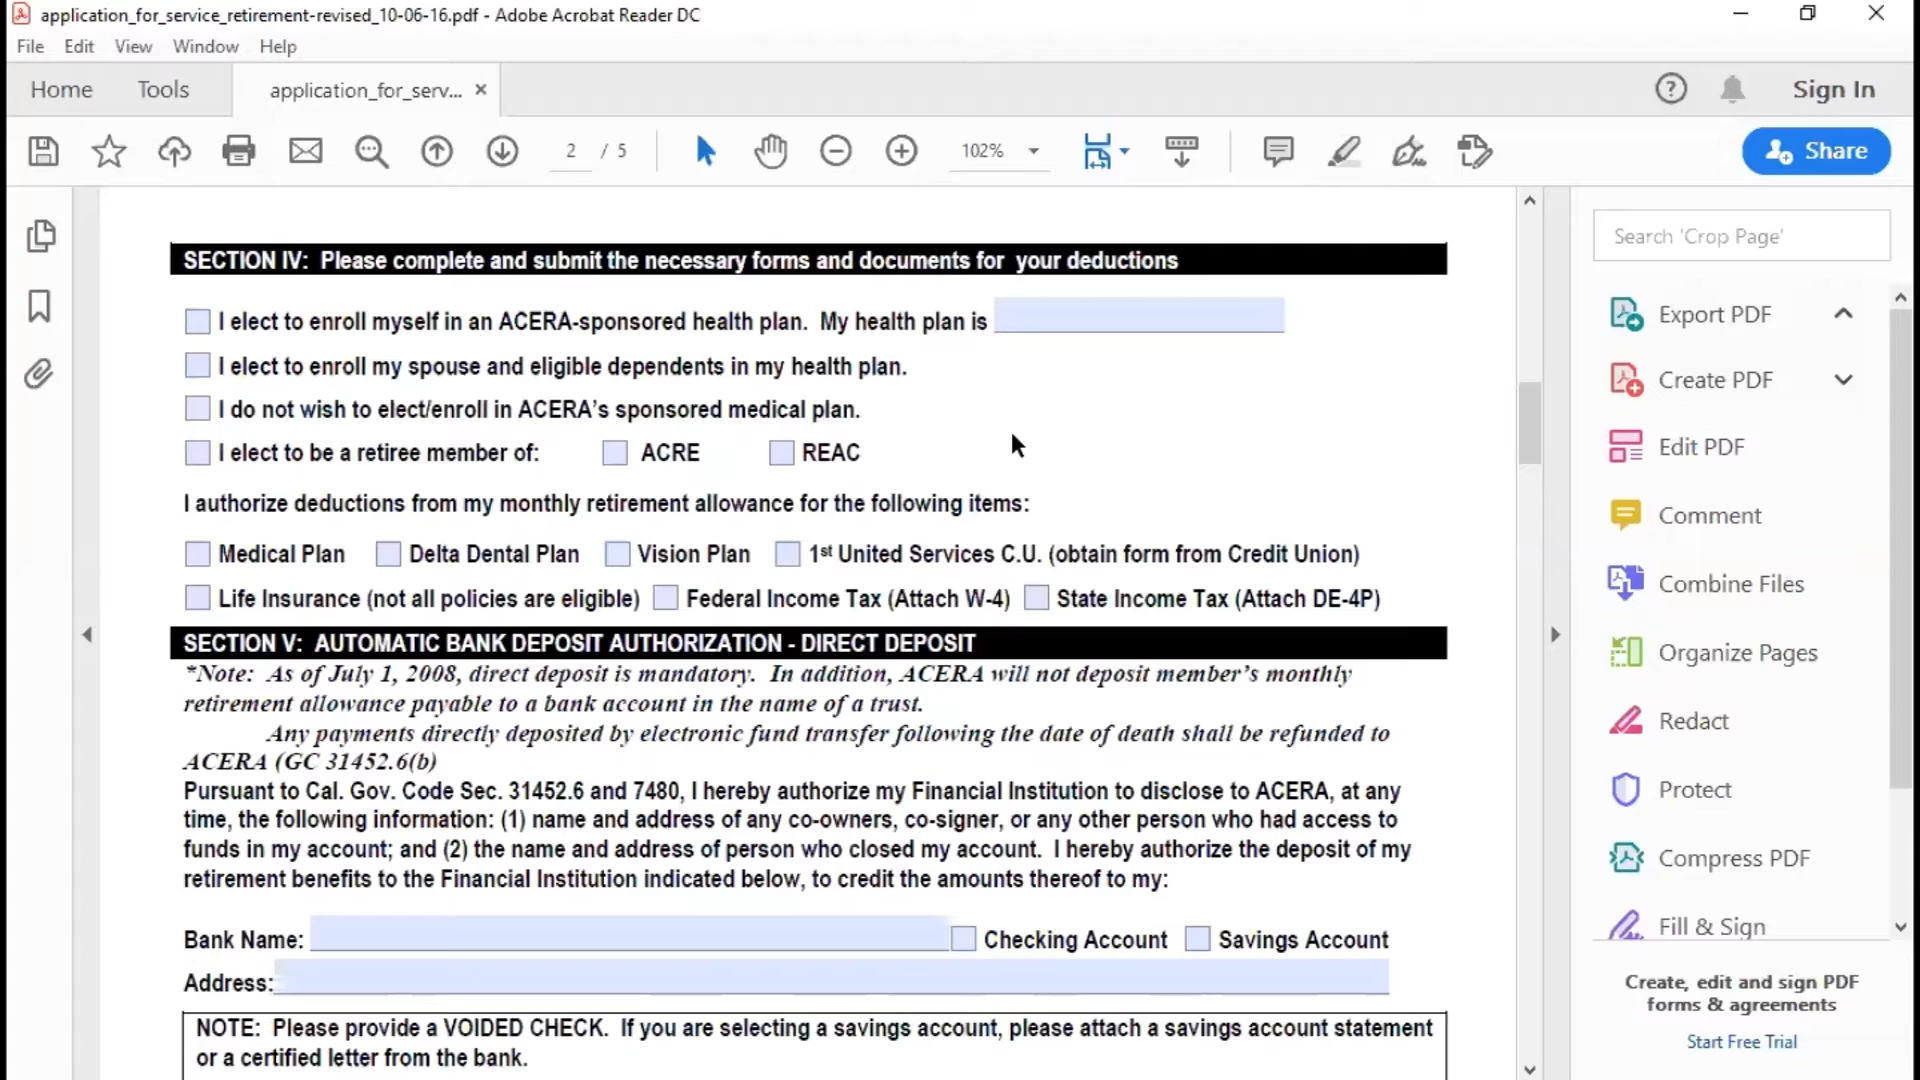 application_for_service_retirement-revised_10-06-16.pdf - Adobe Acrobat Reader DC
File Edit View Window Help
Home Tools application_for_serv... × Sign In
2 / 5 102% Share
SECTION IV: Please complete and submit the necessary forms and documents for your deductions
I elect to enroll myself in an ACERA-sponsored health plan. My health plan is
I elect to enroll my spouse and eligible dependents in my health plan.
I do not wish to elect/enroll in ACERA's sponsored medical plan.
I elect to be a retiree member of: ACRE REAC
I authorize deductions from my monthly retirement allowance for the following items:
Medical Plan Delta Dental Plan Vision Plan 1st United Services C.U. (obtain form from Credit Union)
Life Insurance (not all policies are eligible) Federal Income Tax (Attach W-4) State Income Tax (Attach DE-4P)
SECTION V: AUTOMATIC BANK DEPOSIT AUTHORIZATION - DIRECT DEPOSIT
*Note: As of July 1, 2008, direct deposit is mandatory. In addition, ACERA will not deposit member's monthly
retirement allowance payable to a bank account in the name of a trust.
Any payments directly deposited by electronic fund transfer following the date of death shall be refunded to
ACERA (GC 31452.6(b)
Pursuant to Cal. Gov. Code Sec. 31452.6 and 7480, I hereby authorize my Financial Institution to disclose to ACERA, at any
time, the following information: (1) name and address of any co-owners, co-signer, or any other person who had access to
funds in my account; and (2) the name and address of person who closed my account. I hereby authorize the deposit of my
retirement benefits to the Financial Institution indicated below, to credit the amounts thereof to my:
Bank Name: Checking Account Savings Account
Address:
NOTE: Please provide a VOIDED CHECK. If you are selecting a savings account, please attach a savings account statement
or a certified letter from the bank.
Search 'Crop Page'
Export PDF
Create PDF
Edit PDF
Comment
Combine Files
Organize Pages
Redact
Protect
Compress PDF
Fill & Sign
Create, edit and sign PDF
forms & agreements
Start Free Trial